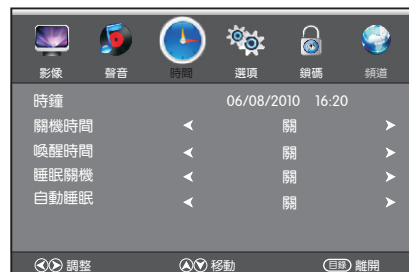 影像 聲音 時間 選項 鎖碼 頻道
時鐘 06/08/2010 16:20
關機時間 關
喚醒時間 關
睡眠關機 關
自動睡眠 關
調整 移動 目錄 離開